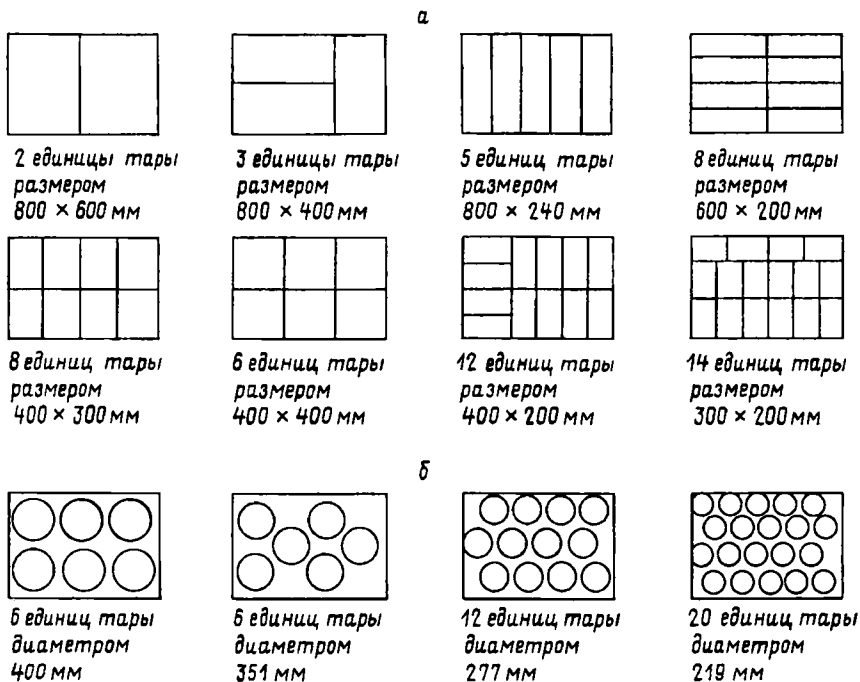 а
2 единицы тары
размером
800 × 600 мм
3 единицы тары
размером
800 × 400 мм
5 единиц тары
размером
800 × 240 мм
8 единиц тары
размером
600 × 200 мм
8 единиц тары
размером
400 × 300 мм
6 единиц тары
размером
400 × 400 мм
12 единиц тары
размером
400 × 200 мм
14 единиц тары
размером
300 × 200 мм
б
6 единиц тары
диаметром
400 мм
6 единиц тары
диаметром
351 мм
12 единиц тары
диаметром
277 мм
20 единиц тары
диаметром
219 мм